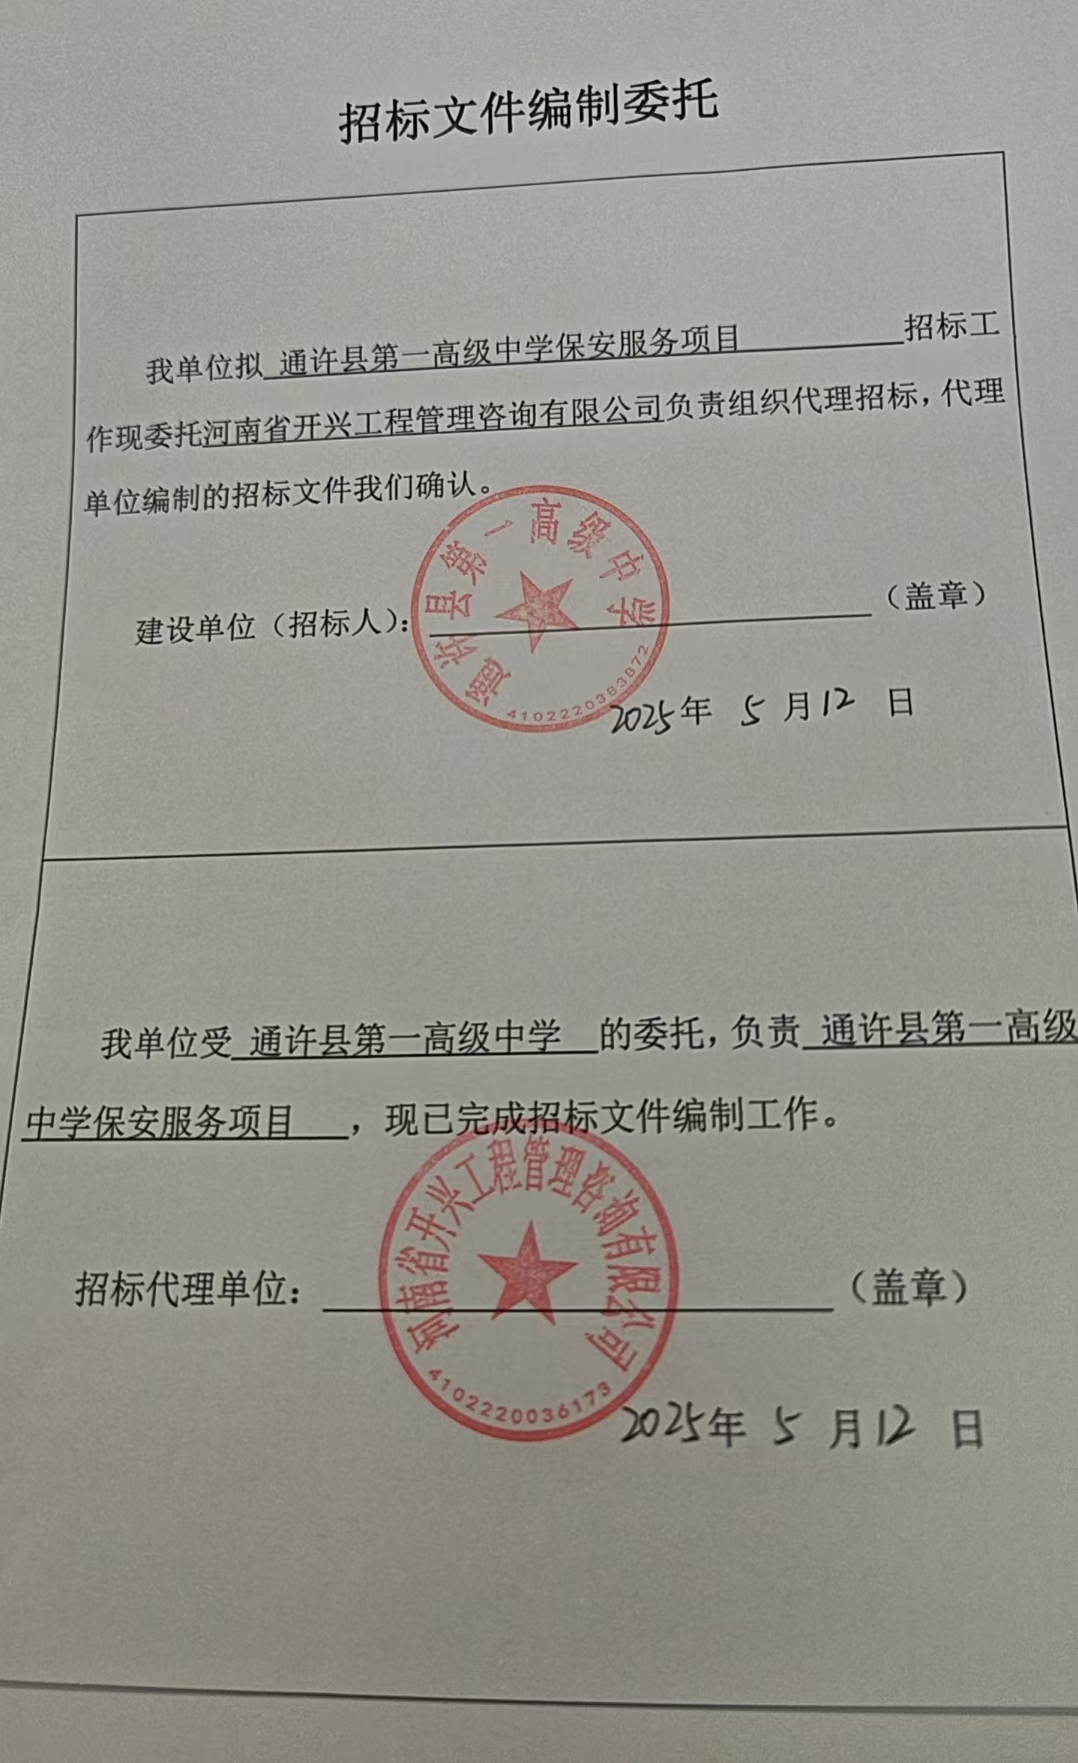 招标文件编制委托
我单位拟 通许县第一高级中学保安服务项目 招标工
作现委托河南省开兴工程管理咨询有限公司负责组织代理招标，代理
单位编制的招标文件我们确认。
建设单位（招标人）： （盖章）
通许县第一高级中学
4102220383872
2025年 5 月 12 日
我单位受 通许县第一高级中学 的委托，负责 通许县第一高级
中学保安服务项目 ，现已完成招标文件编制工作。
招标代理单位： （盖章）
河南省开兴工程管理咨询有限公司
4102220036173
2025年 5 月 12 日